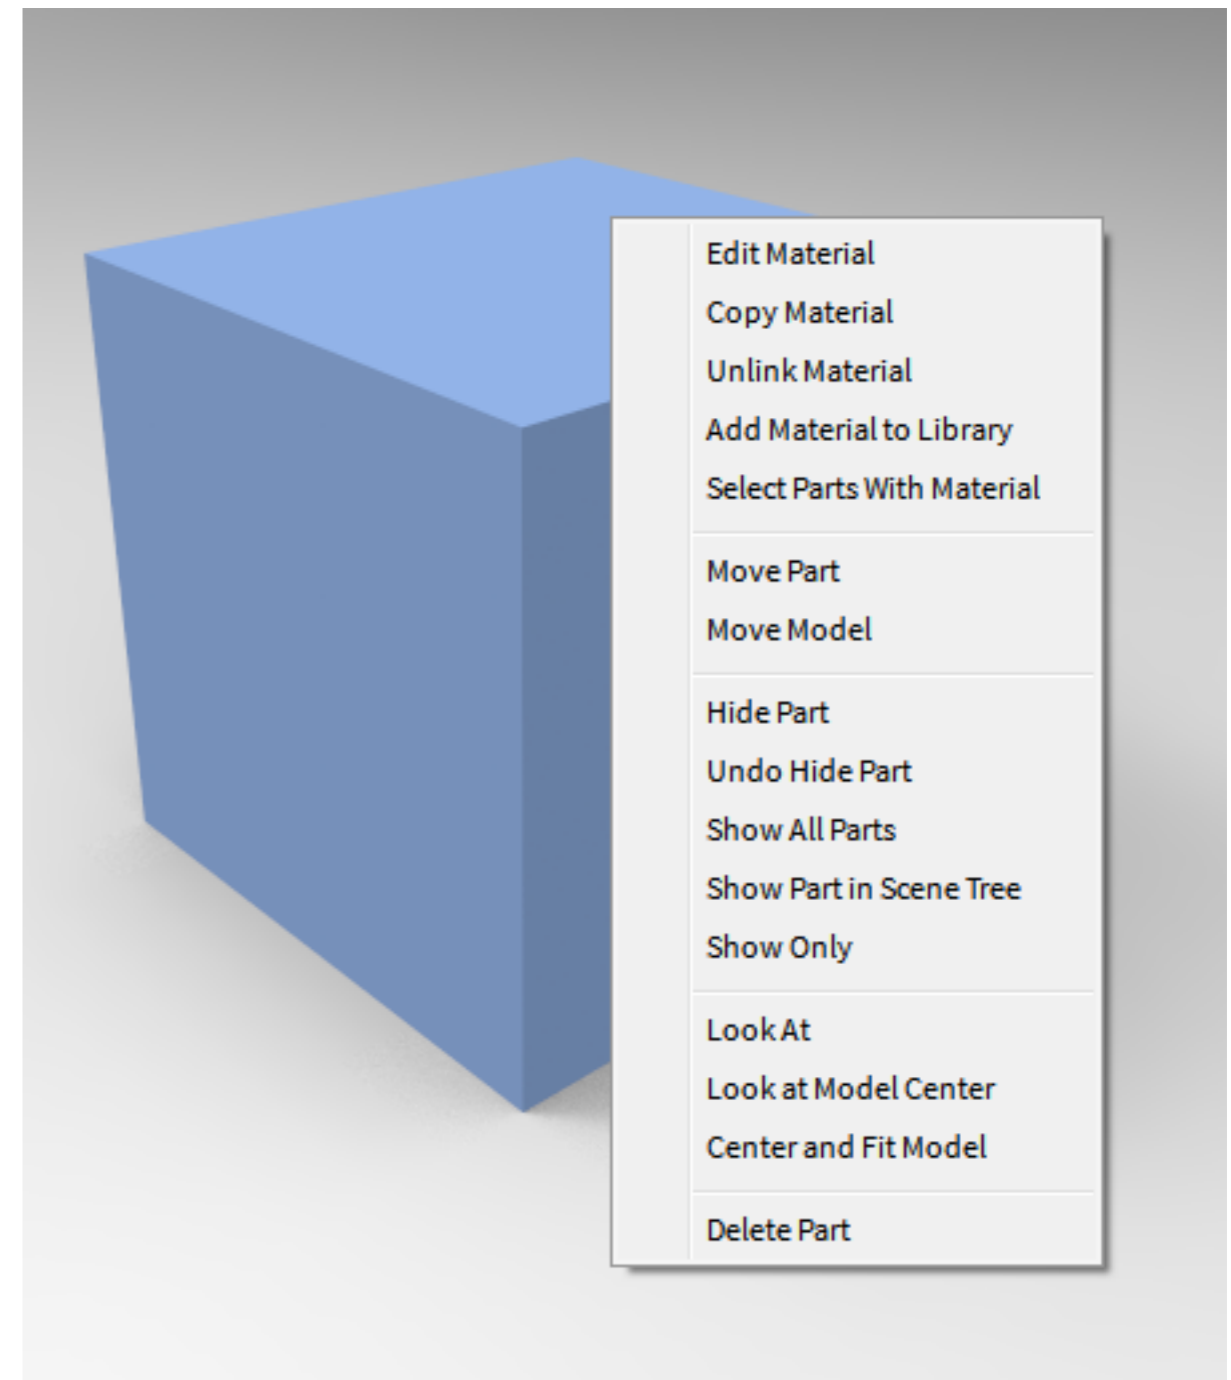 Edit Material
Copy Material
Unlink Material
Add Material to Library
Select Parts With Material
Move Part
Move Model
Hide Part
Undo Hide Part
Show All Parts
Show Part in Scene Tree
Show Only
Look At
Look at Model Center
Center and Fit Model
Delete Part